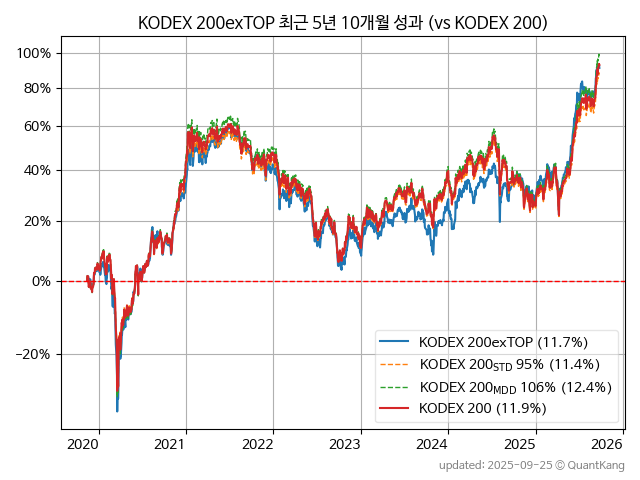 KODEX 200exTOP 최근 5년 10개월 성과 (vs KODEX 200)
100%
80%
60%
40%
20%
0%
−20%
KODEX 200exTOP (11.7%)
KODEX 200STD 95% (11.4%)
KODEX 200MDD 106% (12.4%)
KODEX 200 (11.9%)
2020 2021 2022 2023 2024 2025 2026
updated: 2025-09-25 © QuantKang